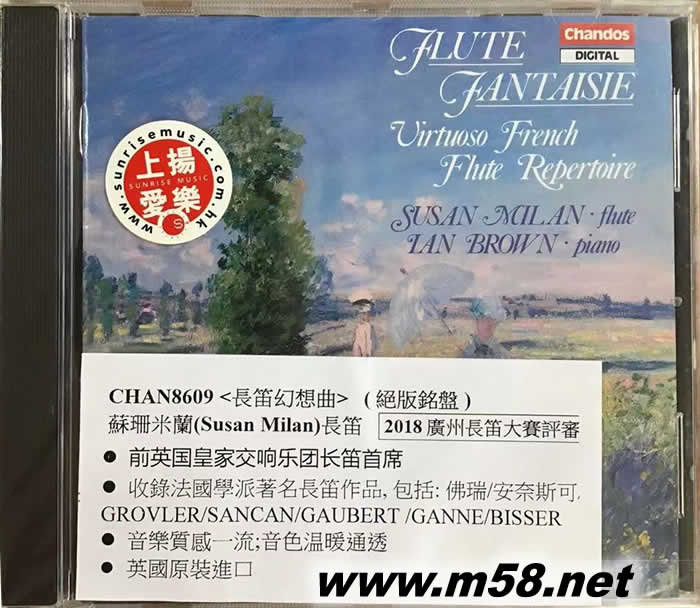 FLUTE
FANTAISIE
Chandos
DIGITAL
Virtuoso French
Flute Repertoire
SUSAN MILAN · flute
IAN BROWN · piano
www.sunrisemusic.com.hk
上揚
SUNRISE MUSIC
愛樂
S
CHAN8609 <長笛幻想曲> (絕版銘盤)
蘇珊米蘭(Susan Milan)長笛 2018 廣州長笛大賽評審
● 前英国皇家交响乐团长笛首席
● 收錄法國學派著名長笛作品, 包括: 佛瑞/安奈斯可/
GROVLER/SANCAN/GAUBERT /GANNE/BISSER
● 音樂質感一流;音色温暖通透
● 英國原裝進口
www.m58.net